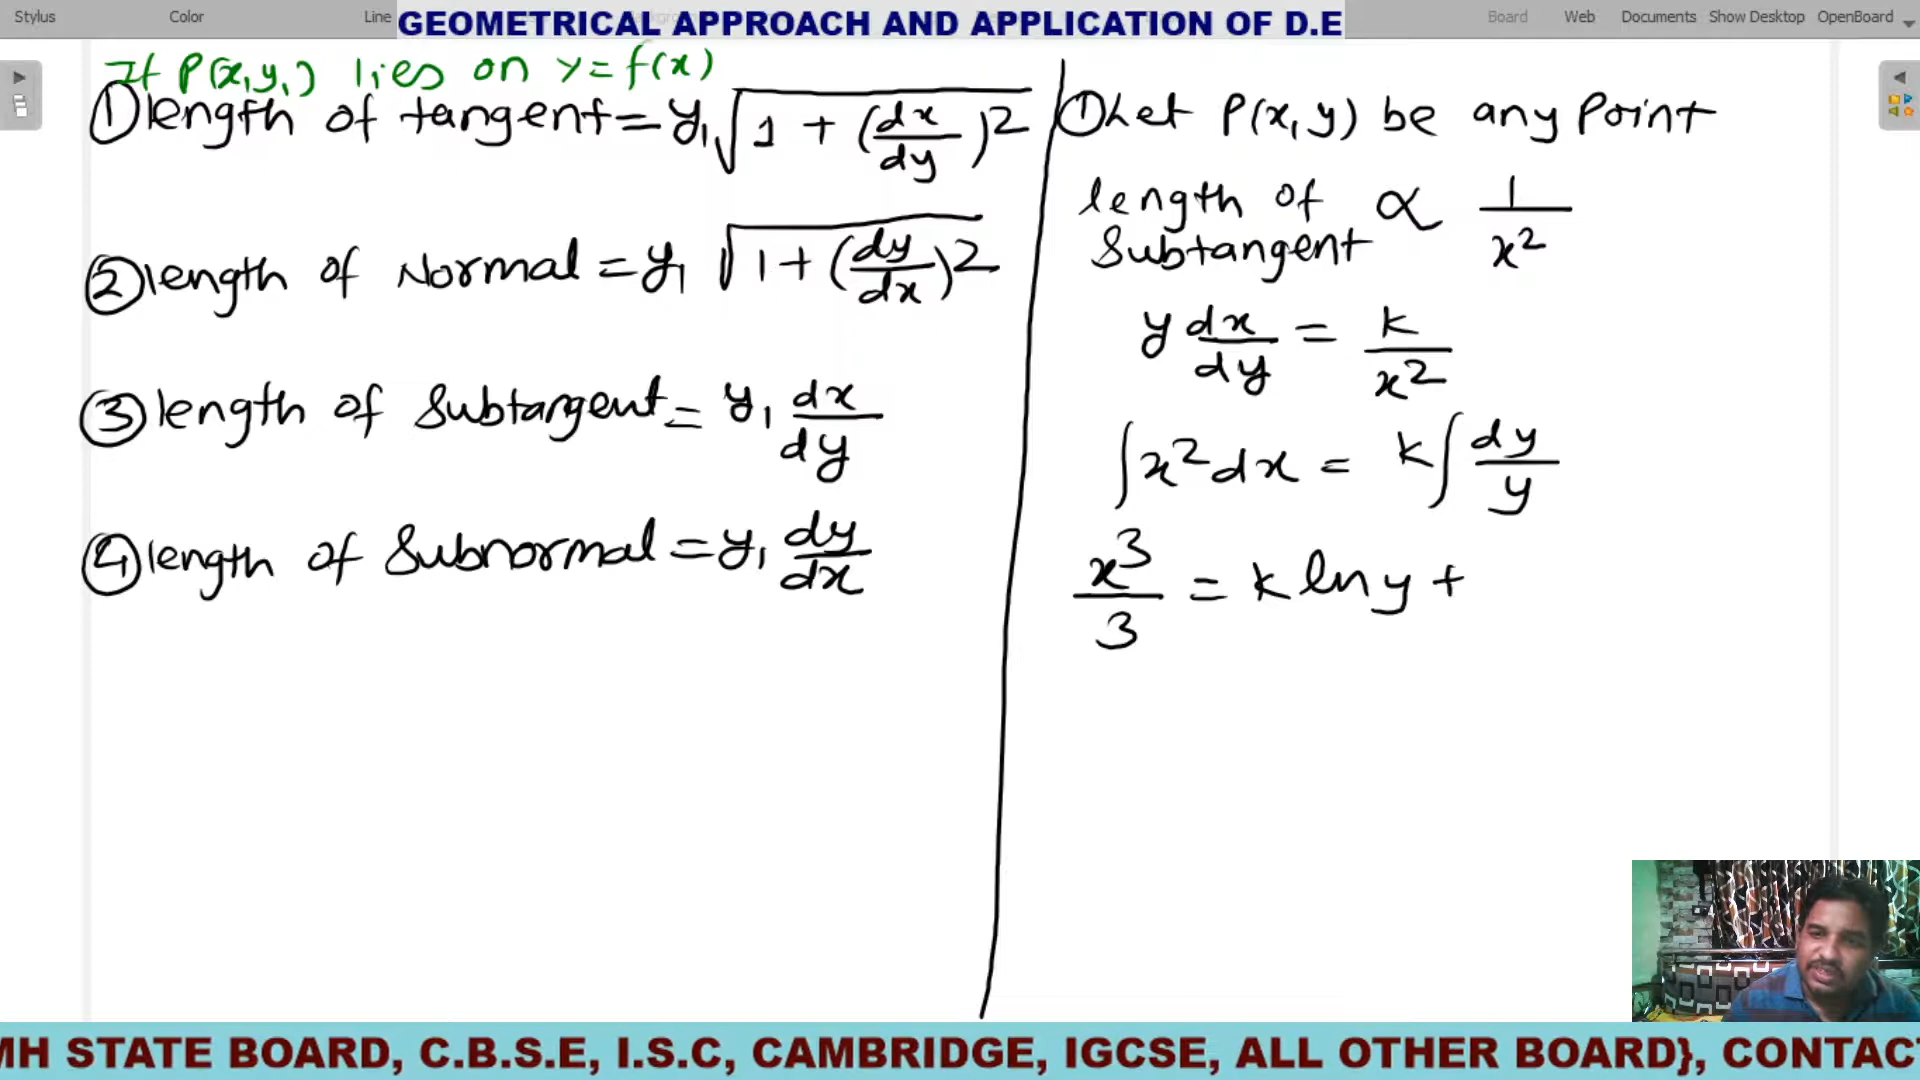 Stylus Color Line Board Web Documents Show Desktop OpenBoard
GEOMETRICAL APPROACH AND APPLICATION OF D.E
If P(x,y,) lies on y = f(x)
① length of tangent = y₁ √(1 + (dx/dy)²)
② length of Normal = y₁ √(1 + (dy/dx)²)
③ length of Subtangent = y₁ dx/dy
④ length of Subnormal = y₁ dy/dx
① Let P(x, y) be any Point
length of Subtangent ∝ 1/x²
y dx/dy = k/x²
∫x² dx = k∫dy/y
x³/3 = k ln y +
MH STATE BOARD, C.B.S.E, I.S.C, CAMBRIDGE, IGCSE, ALL OTHER BOARD}, CONTAC